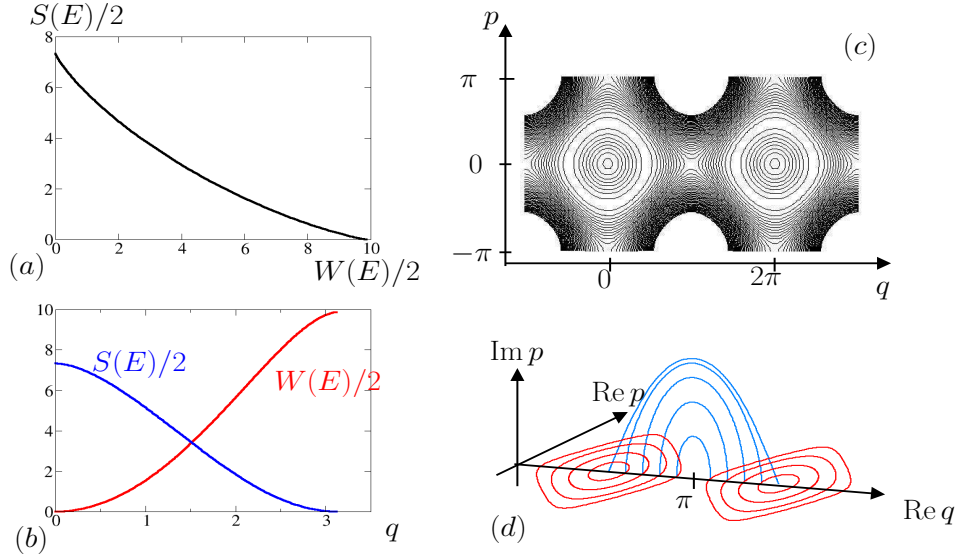 S(E)/2
8
6
4
2
0
0 2 4 6 8 10
(a)
W(E)/2
p
(c)
π
0
−π
0
2π
q
10
8
6
4
2
0
S(E)/2
W(E)/2
0 1 2 3
(b)
q
Im p
Re p
π
Re q
(d)